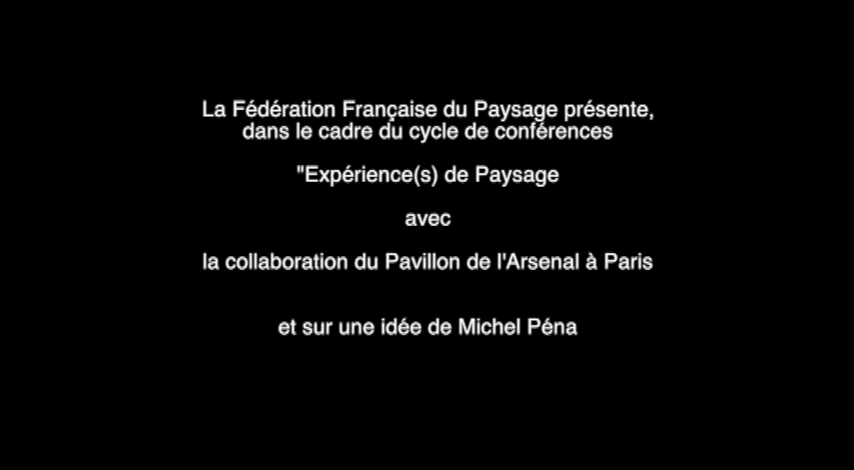 La Fédération Française du Paysage présente,
dans le cadre du cycle de conférences
"Expérience(s) de Paysage
avec
la collaboration du Pavillon de l'Arsenal à Paris
et sur une idée de Michel Péna